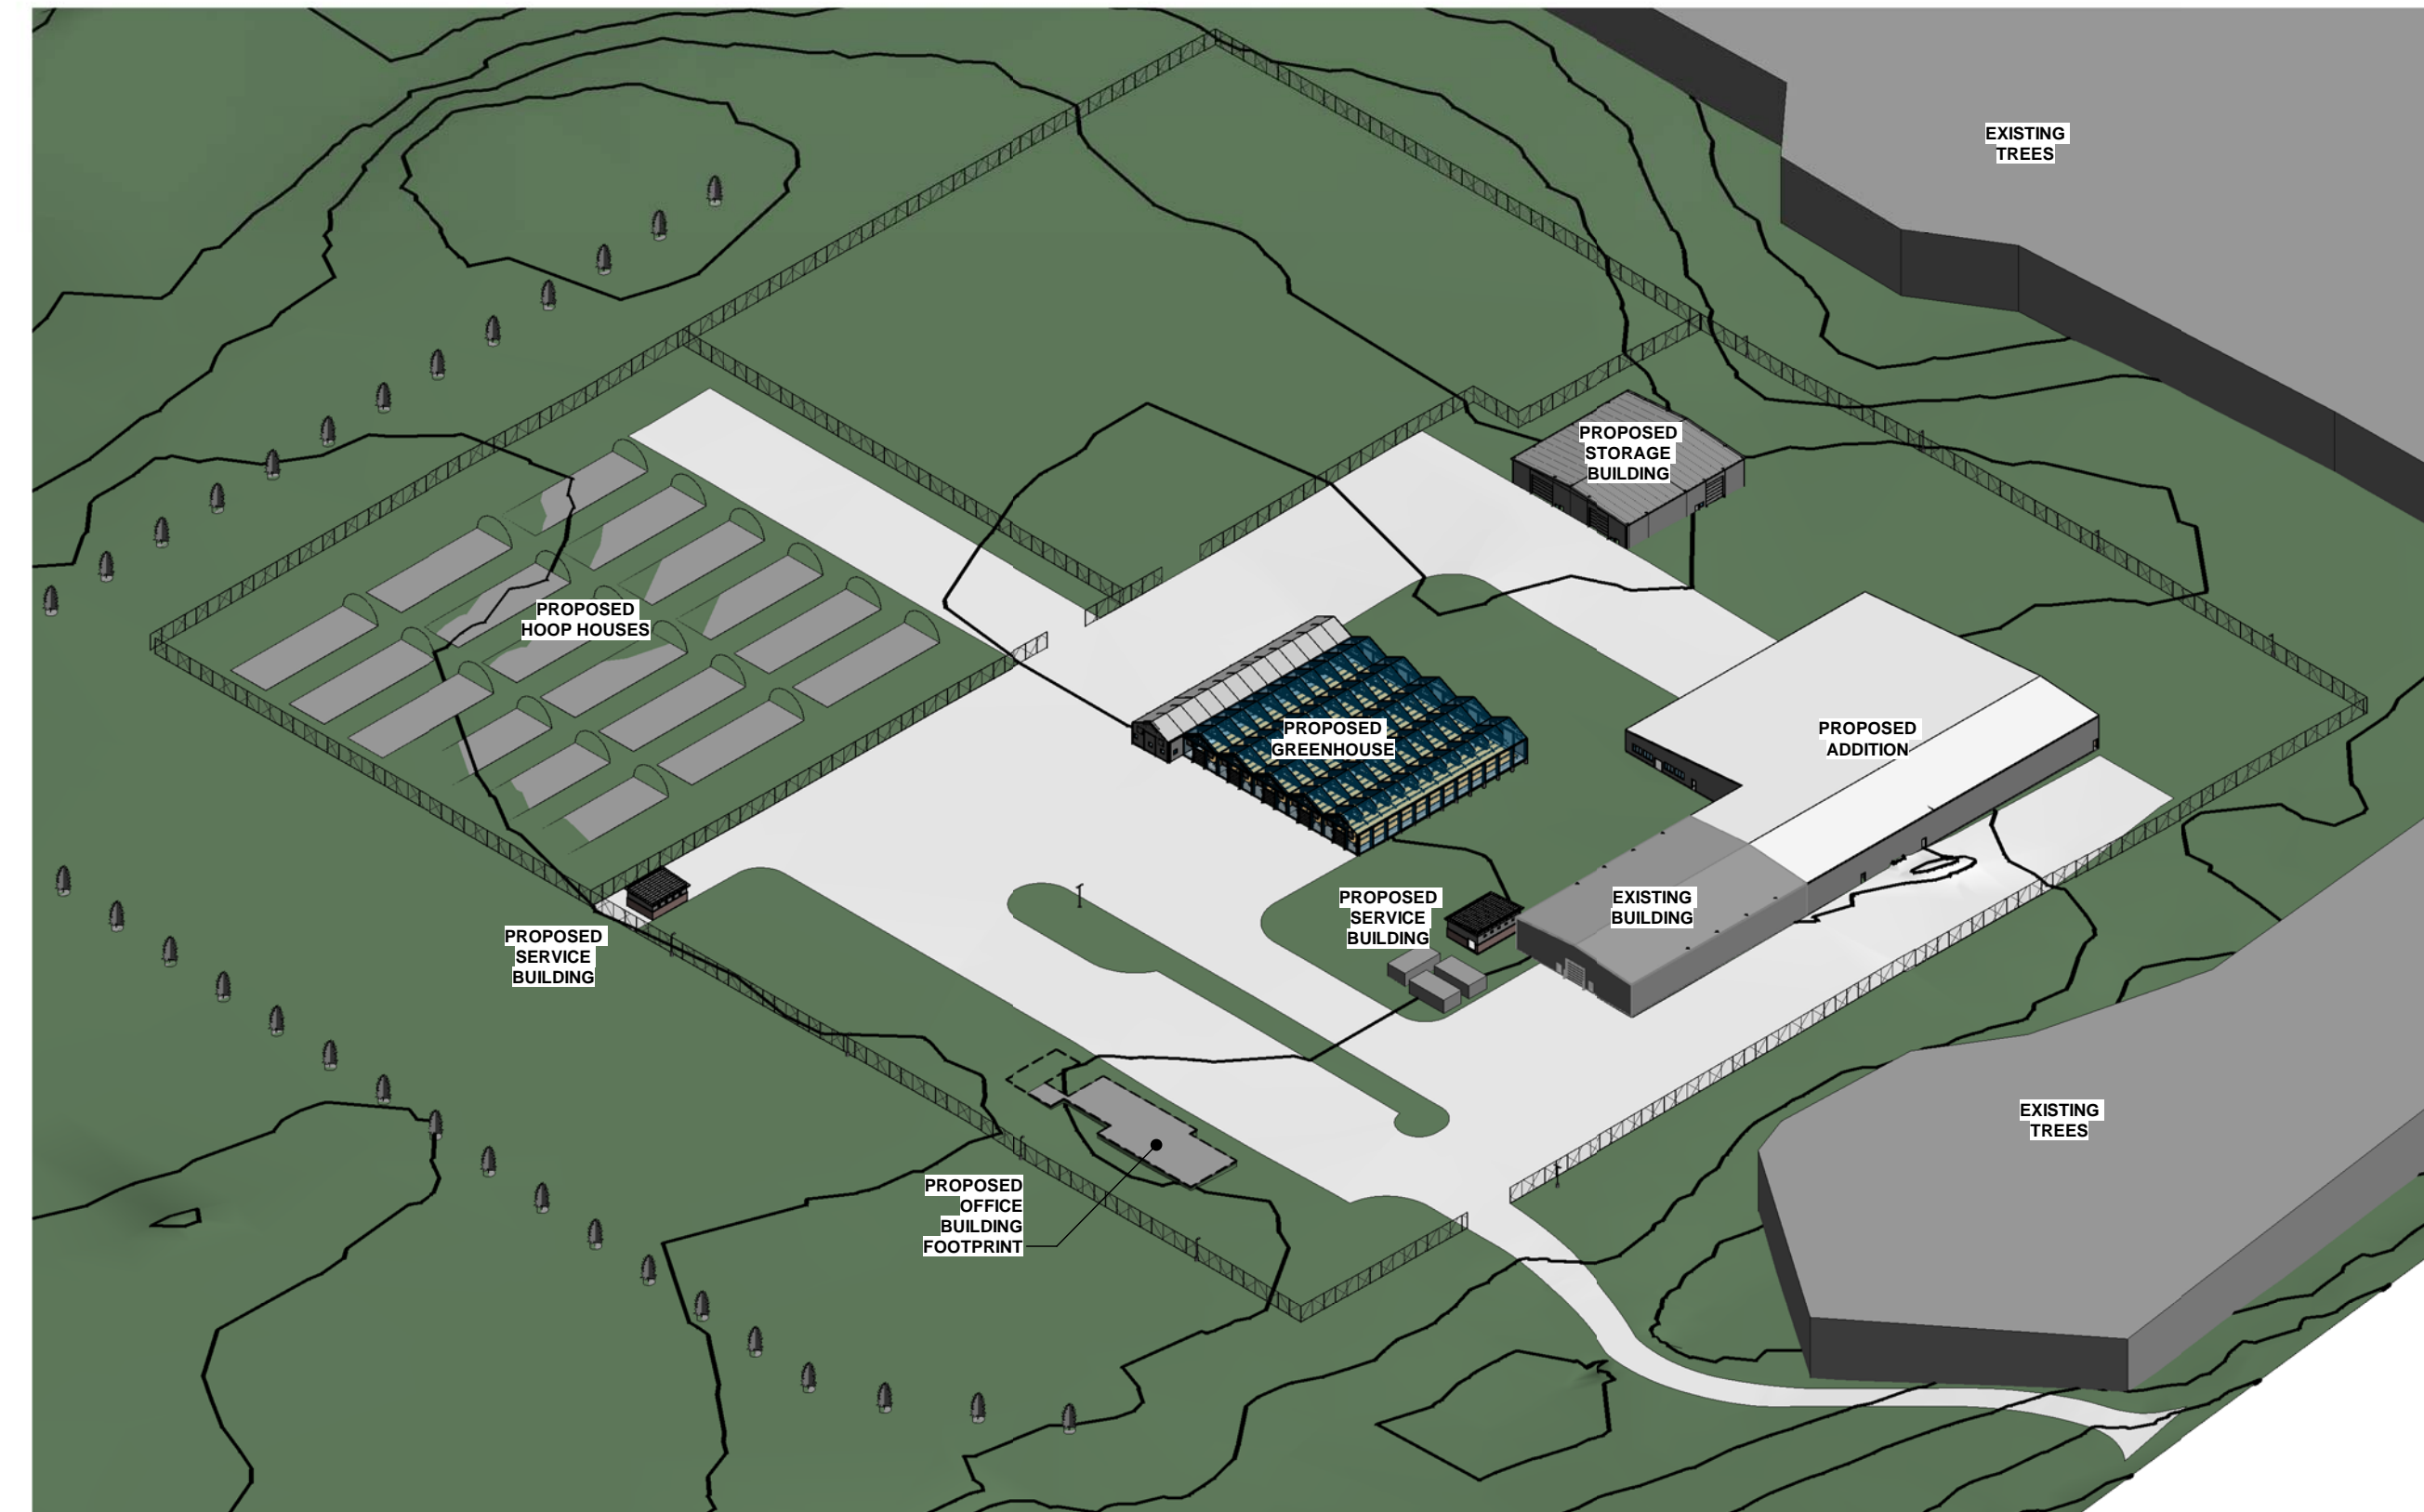 EXISTING
TREES
PROPOSED
STORAGE
BUILDING
PROPOSED
HOOP HOUSES
PROPOSED
GREENHOUSE
PROPOSED
ADDITION
PROPOSED
SERVICE
BUILDING
EXISTING
BUILDING
PROPOSED
SERVICE
BUILDING
EXISTING
TREES
PROPOSED
OFFICE
BUILDING
FOOTPRINT